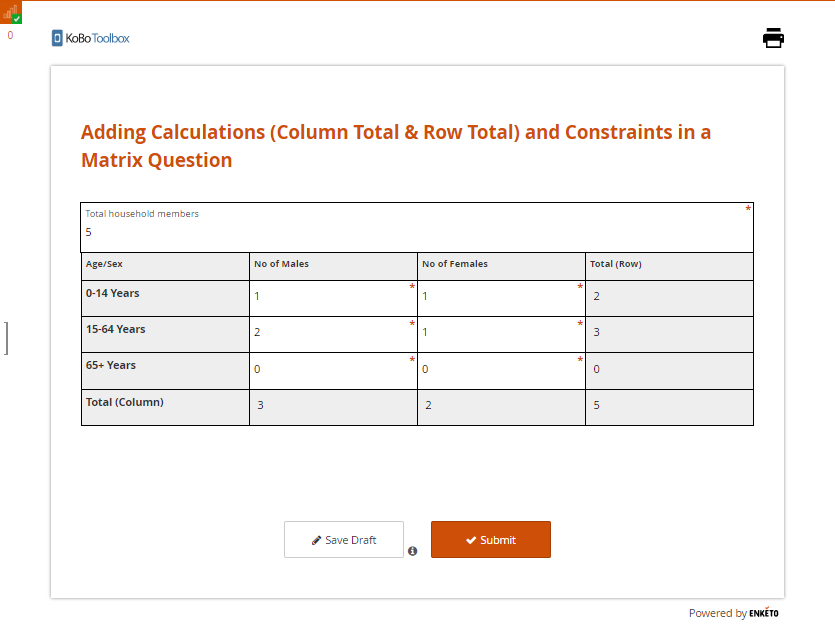 0
KoBoToolbox
Adding Calculations (Column Total & Row Total) and Constraints in a
Matrix Question
Total household members *
5
Age/Sex No of Males No of Females Total (Row)
0-14 Years 1 * 1 * 2
15-64 Years 2 * 1 * 3
65+ Years 0 * 0 * 0
Total (Column) 3 2 5
Save Draft Submit
Powered by ENKETO